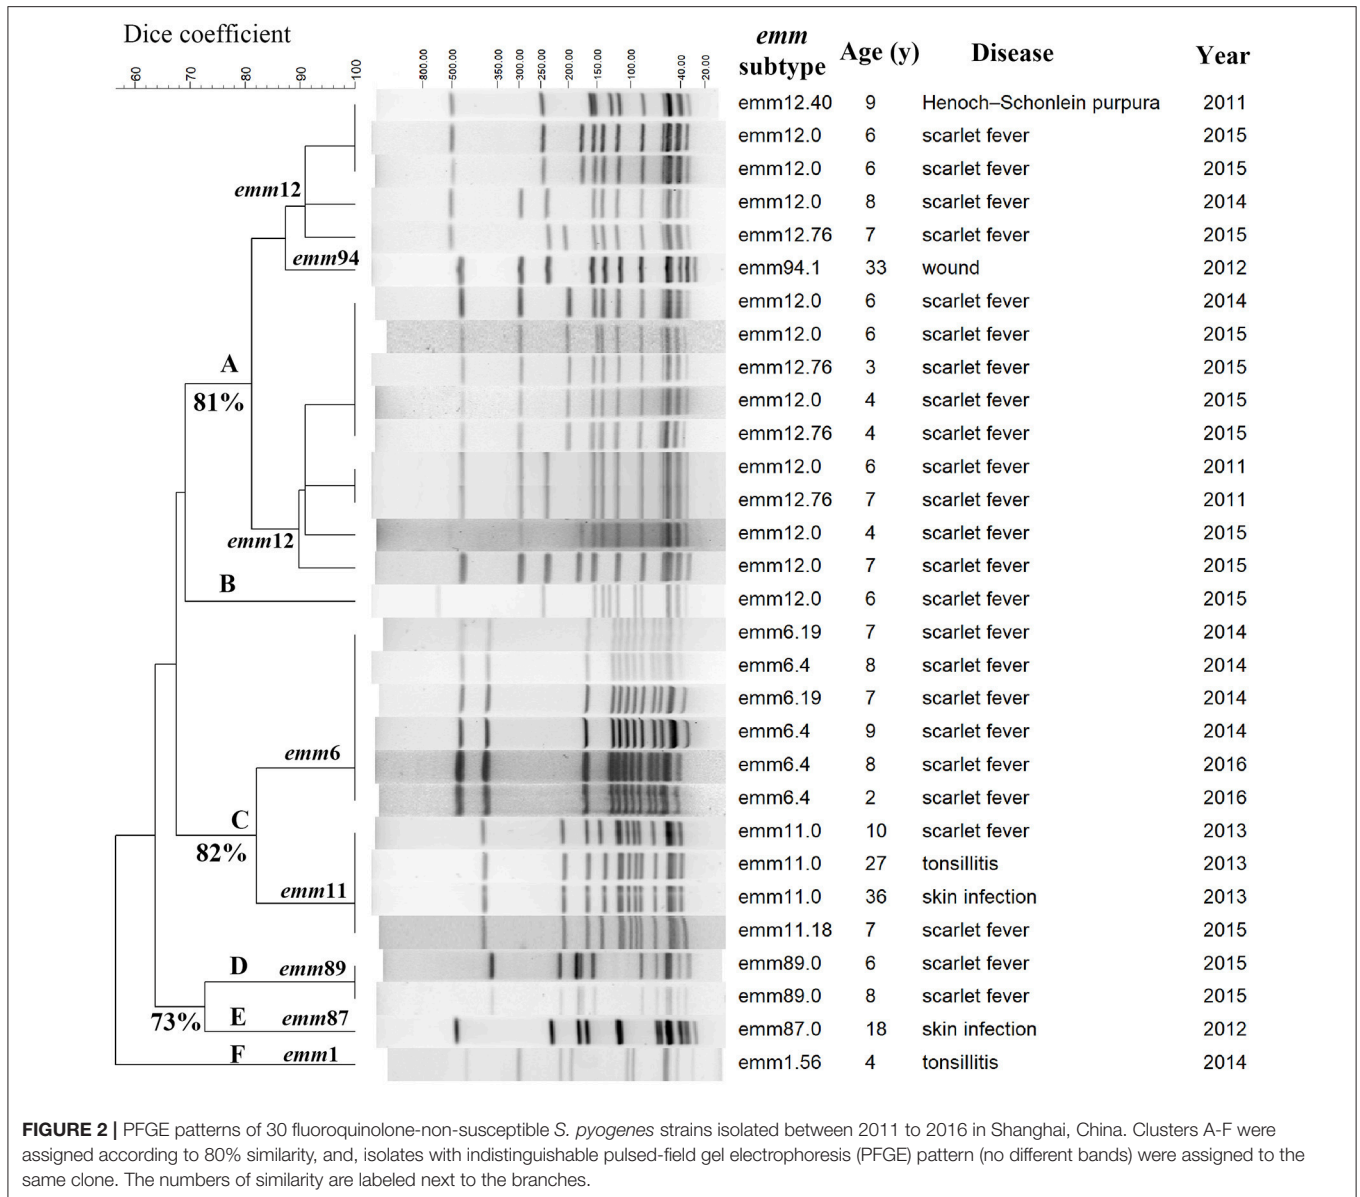 Dice coefficient
emm subtype Age (y) Disease Year
60 70 80 90 100
800.00 500.00 350.00 300.00 250.00 200.00 150.00 100.00 40.00 20.00
emm12.40 9 Henoch–Schonlein purpura 2011
emm12.0 6 scarlet fever 2015
emm12.0 6 scarlet fever 2015
emm12
emm12.0 8 scarlet fever 2014
emm12.76 7 scarlet fever 2015
emm94
emm94.1 33 wound 2012
emm12.0 6 scarlet fever 2014
emm12.0 6 scarlet fever 2015
A
emm12.76 3 scarlet fever 2015
81%
emm12.0 4 scarlet fever 2015
emm12.76 4 scarlet fever 2015
emm12.0 6 scarlet fever 2011
emm12.76 7 scarlet fever 2011
emm12
emm12.0 4 scarlet fever 2015
emm12.0 7 scarlet fever 2015
B
emm12.0 6 scarlet fever 2015
emm6.19 7 scarlet fever 2014
emm6.4 8 scarlet fever 2014
emm6.19 7 scarlet fever 2014
emm6.4 9 scarlet fever 2014
emm6
emm6.4 8 scarlet fever 2016
emm6.4 2 scarlet fever 2016
C
emm11.0 10 scarlet fever 2013
82%
emm11.0 27 tonsillitis 2013
emm11
emm11.0 36 skin infection 2013
emm11.18 7 scarlet fever 2015
D emm89
emm89.0 6 scarlet fever 2015
emm89.0 8 scarlet fever 2015
73% E emm87
emm87.0 18 skin infection 2012
F emm1
emm1.56 4 tonsillitis 2014
FIGURE 2 | PFGE patterns of 30 fluoroquinolone-non-susceptible S. pyogenes strains isolated between 2011 to 2016 in Shanghai, China. Clusters A-F were
assigned according to 80% similarity, and, isolates with indistinguishable pulsed-field gel electrophoresis (PFGE) pattern (no different bands) were assigned to the
same clone. The numbers of similarity are labeled next to the branches.